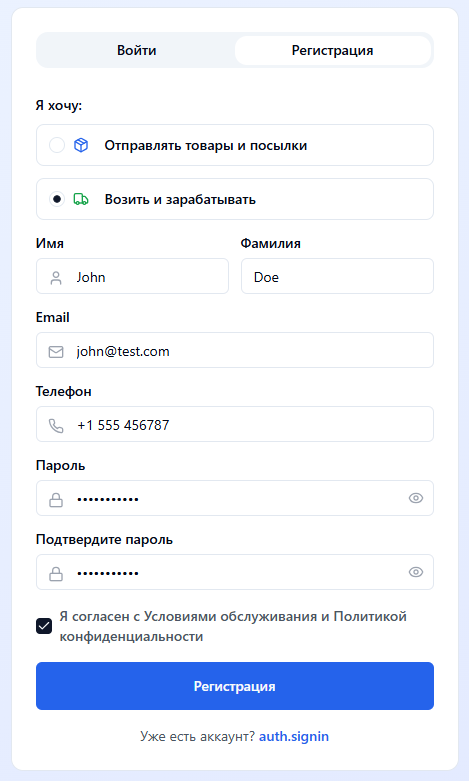 Войти Регистрация
Я хочу:
Отправлять товары и посылки
Возить и зарабатывать
Имя Фамилия
John Doe
Email
john@test.com
Телефон
+1 555 456787
Пароль
•••••••••••
Подтвердите пароль
•••••••••••
Я согласен с Условиями обслуживания и Политикой
конфиденциальности
Регистрация
Уже есть аккаунт? auth.signin